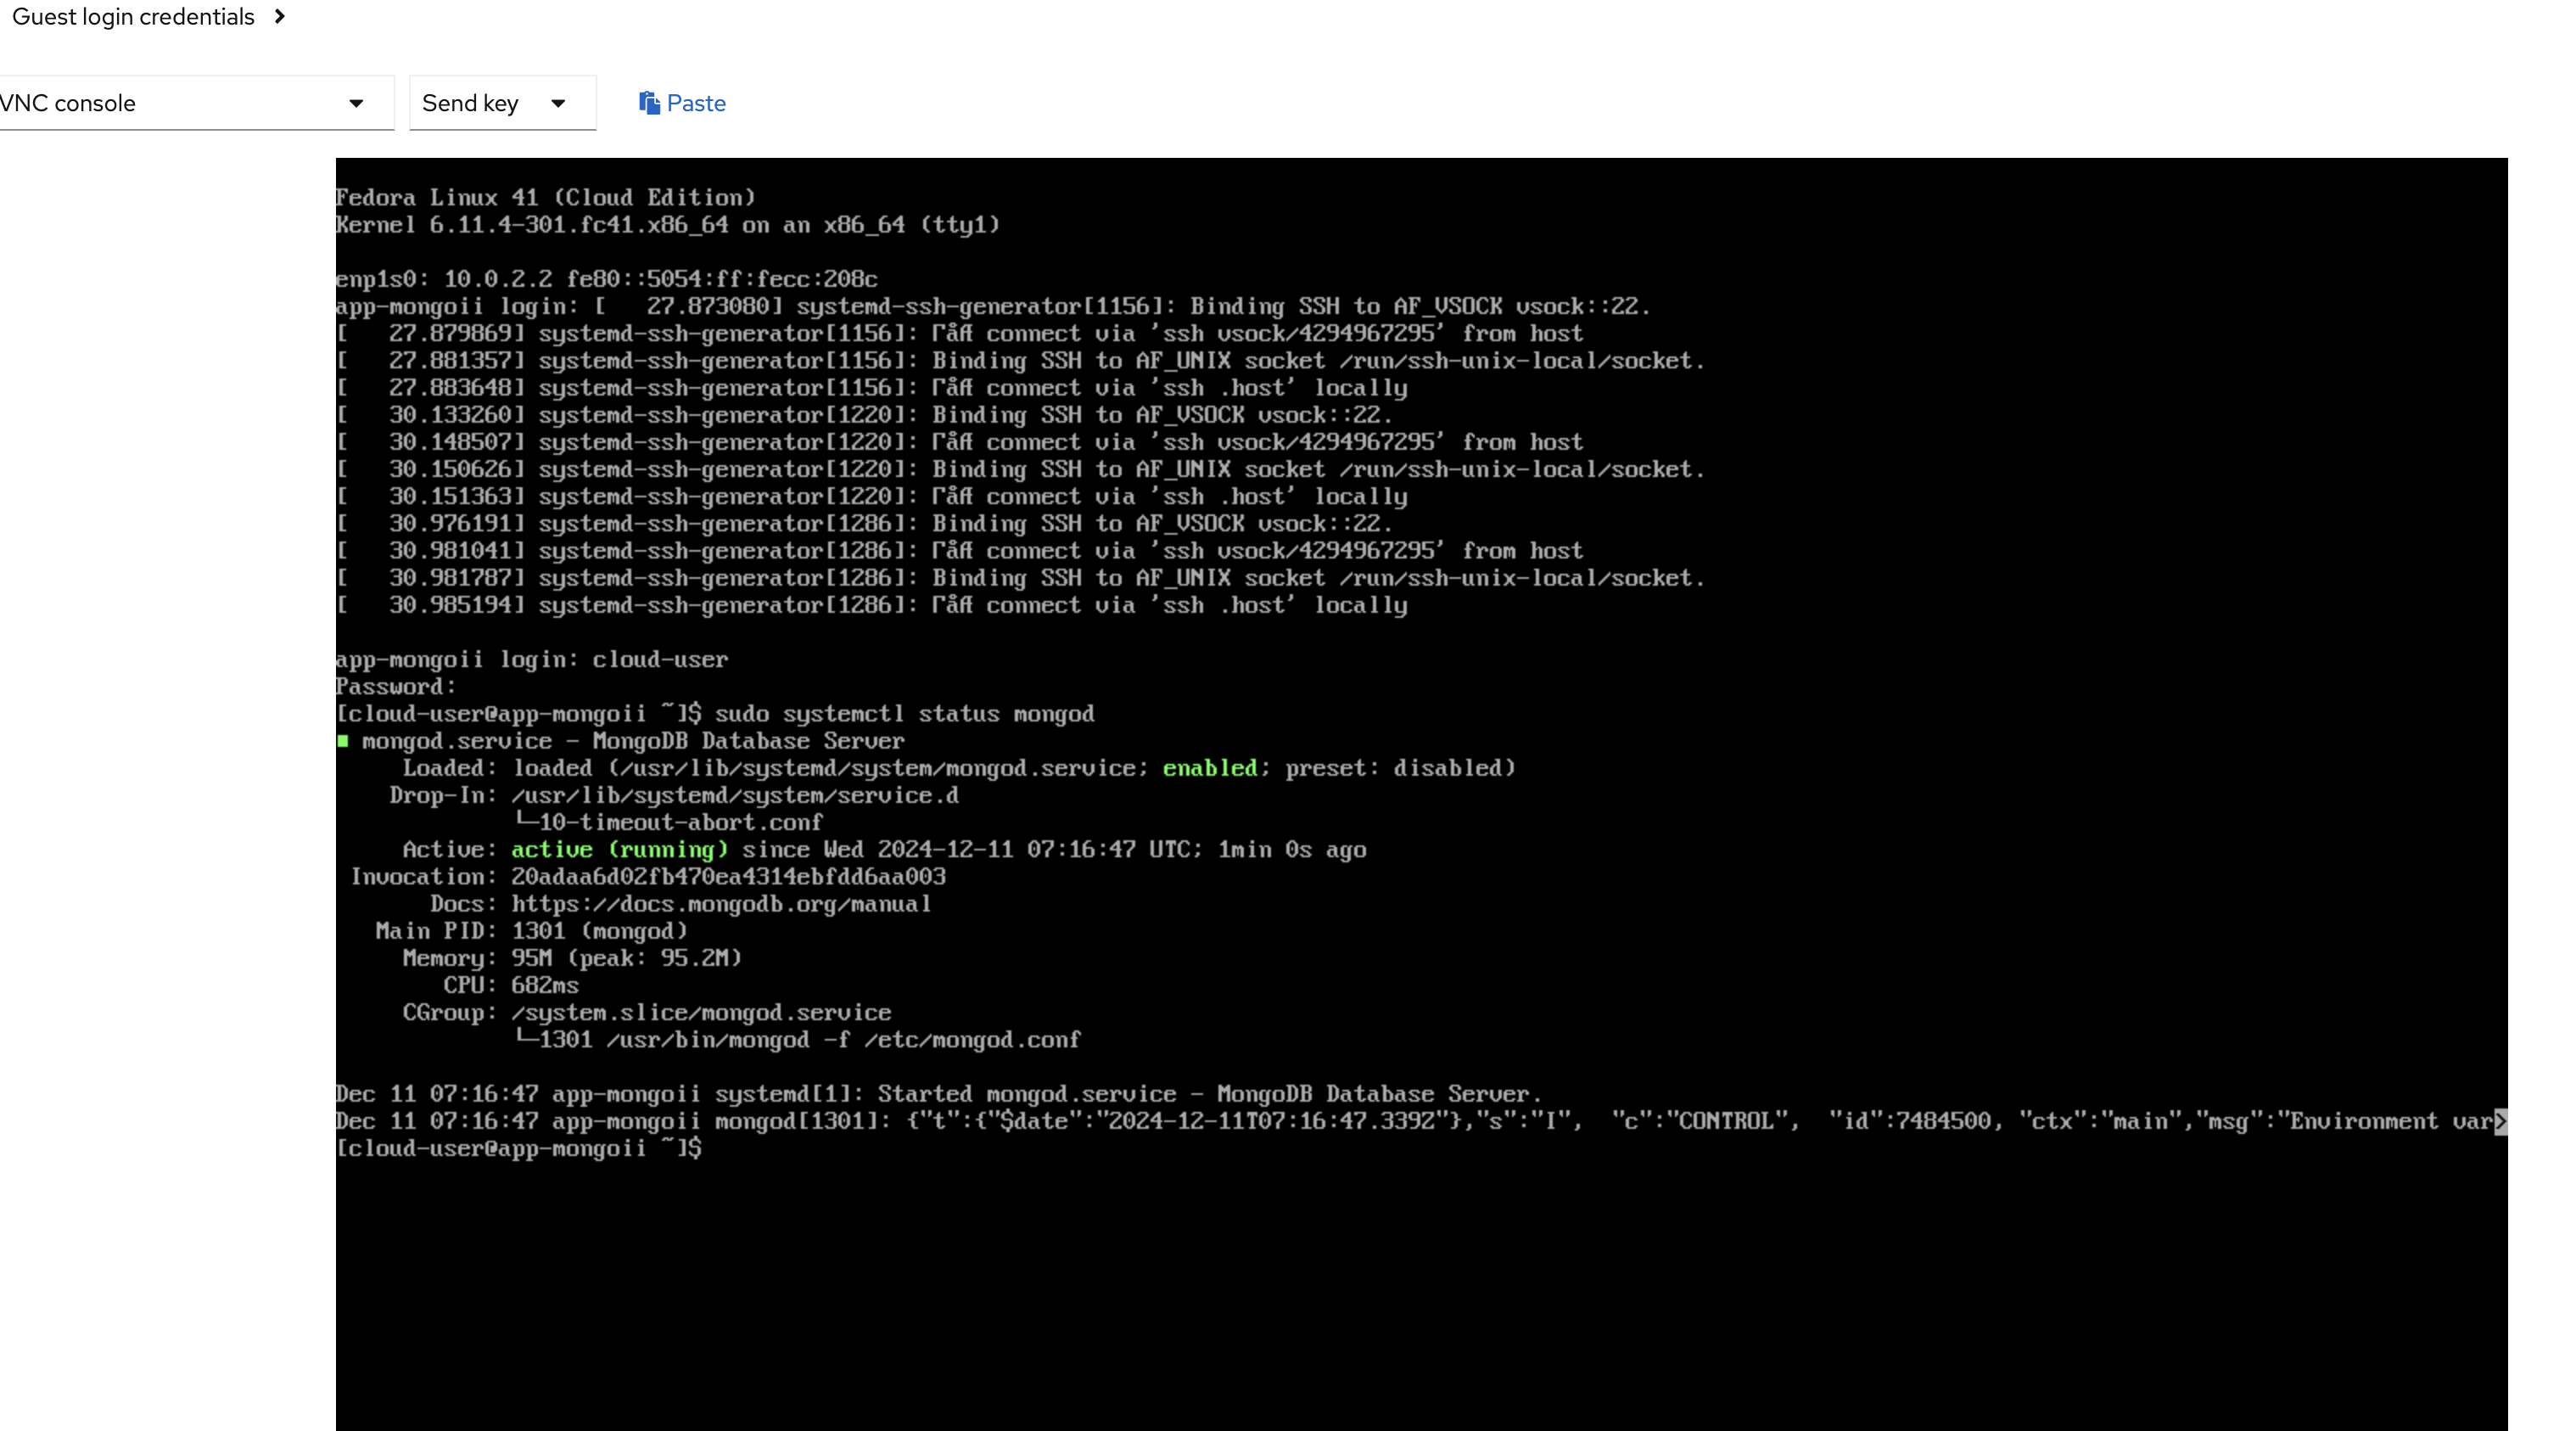 Guest login credentials
VNC console
Send key
Paste
Fedora Linux 41 (Cloud Edition)
Kernel 6.11.4-301.fc41.x86_64 on an x86_64 (tty1)
enp1s0: 10.0.2.2 fe80::5054:ff:fecc:208c
app-mongoii login: [   27.873080] systemd-ssh-generator[1156]: Binding SSH to AF_VSOCK vsock::22.
[   27.879869] systemd-ssh-generator[1156]: Γåñ connect via 'ssh vsock/4294967295' from host
[   27.881357] systemd-ssh-generator[1156]: Binding SSH to AF_UNIX socket /run/ssh-unix-local/socket.
[   27.883648] systemd-ssh-generator[1156]: Γåñ connect via 'ssh .host' locally
[   30.133260] systemd-ssh-generator[1220]: Binding SSH to AF_VSOCK vsock::22.
[   30.148507] systemd-ssh-generator[1220]: Γåñ connect via 'ssh vsock/4294967295' from host
[   30.150626] systemd-ssh-generator[1220]: Binding SSH to AF_UNIX socket /run/ssh-unix-local/socket.
[   30.151363] systemd-ssh-generator[1220]: Γåñ connect via 'ssh .host' locally
[   30.976191] systemd-ssh-generator[1286]: Binding SSH to AF_VSOCK vsock::22.
[   30.981041] systemd-ssh-generator[1286]: Γåñ connect via 'ssh vsock/4294967295' from host
[   30.981787] systemd-ssh-generator[1286]: Binding SSH to AF_UNIX socket /run/ssh-unix-local/socket.
[   30.985194] systemd-ssh-generator[1286]: Γåñ connect via 'ssh .host' locally
app-mongoii login: cloud-user
Password:
[cloud-user@app-mongoii ~]$ sudo systemctl status mongod
■ mongod.service - MongoDB Database Server
Loaded: loaded (/usr/lib/systemd/system/mongod.service; enabled; preset: disabled)
Drop-In: /usr/lib/systemd/system/service.d
└─10-timeout-abort.conf
Active: active (running) since Wed 2024-12-11 07:16:47 UTC; 1min 0s ago
Invocation: 20adaa6d02fb470ea4314ebfdd6aa003
Docs: https://docs.mongodb.org/manual
Main PID: 1301 (mongod)
Memory: 95M (peak: 95.2M)
CPU: 682ms
CGroup: /system.slice/mongod.service
└─1301 /usr/bin/mongod -f /etc/mongod.conf
Dec 11 07:16:47 app-mongoii systemd[1]: Started mongod.service - MongoDB Database Server.
Dec 11 07:16:47 app-mongoii mongod[1301]: {"t":{"$date":"2024-12-11T07:16:47.339Z"},"s":"I",  "c":"CONTROL",  "id":7484500, "ctx":"main","msg":"Environment var>
[cloud-user@app-mongoii ~]$